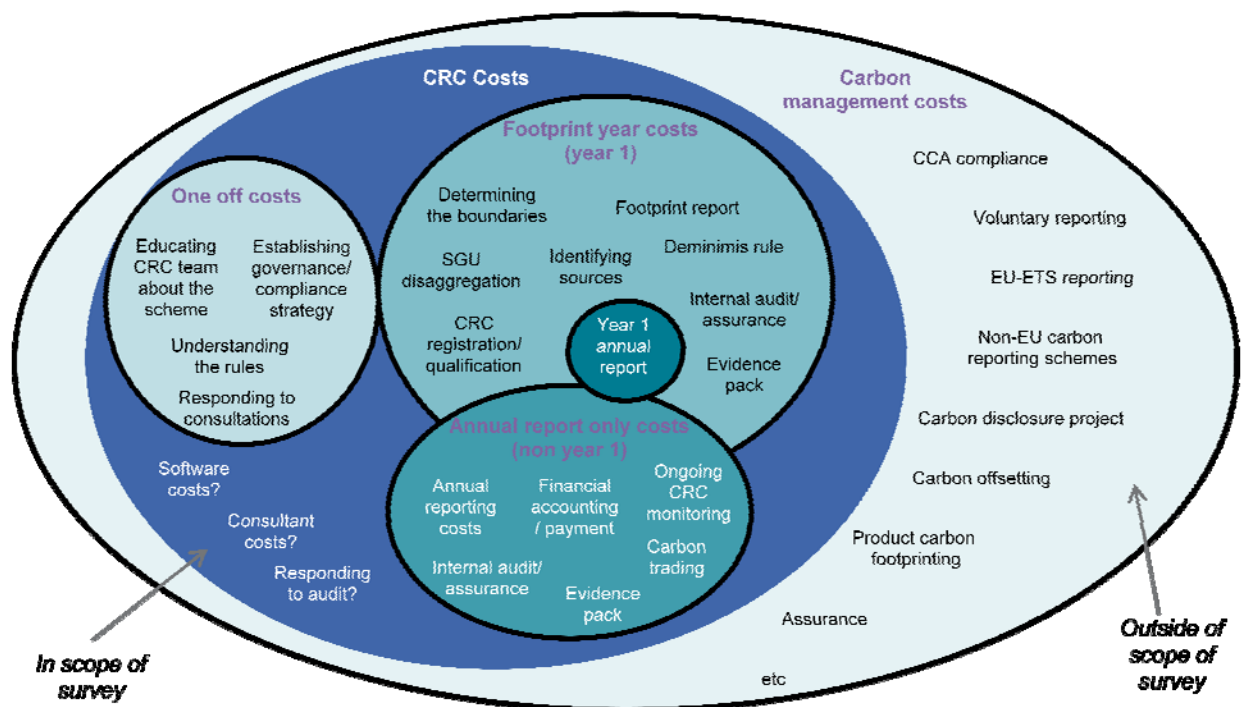 CRC Costs
Carbon
management costs
Footprint year costs
(year 1)
Determining
the boundaries
Footprint report
SGU
disaggregation
Identifying
sources
Deminimis rule
Internal audit/
assurance
CRC
registration/
qualification
Year 1
annual
report
Evidence
pack
One off costs
Educating
CRC team
about the
scheme
Establishing
governance/
compliance
strategy
Understanding
the rules
Responding to
consultations
Annual report only costs
(non year 1)
Annual
reporting
costs
Financial
accounting
/ payment
Ongoing
CRC
monitoring
Carbon
trading
Internal audit/
assurance
Evidence
pack
Software
costs?
Consultant
costs?
Responding
to audit?
In scope of
survey
CCA compliance
Voluntary reporting
EU-ETS reporting
Non-EU carbon
reporting schemes
Carbon disclosure project
Carbon offsetting
Product carbon
footprinting
Assurance
etc
Outside of
scope of
survey